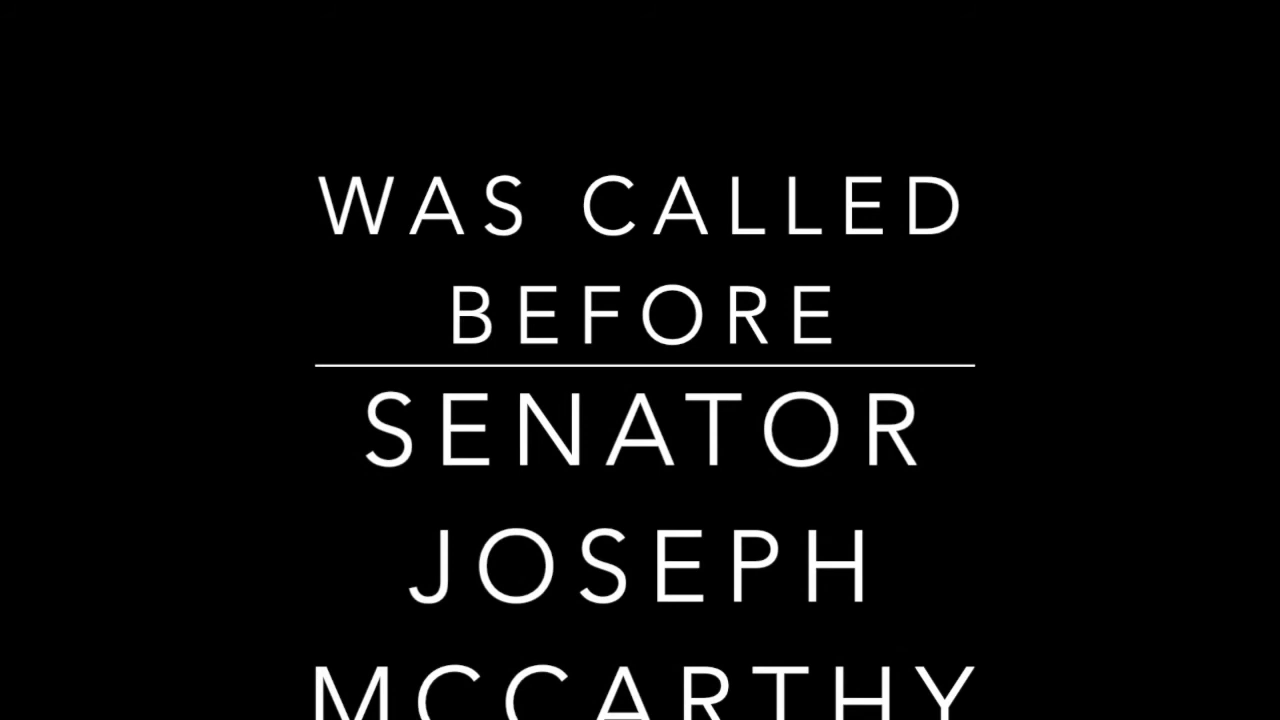 WAS CALLED
BEFORE
SENATOR
JOSEPH
MCCARTHY